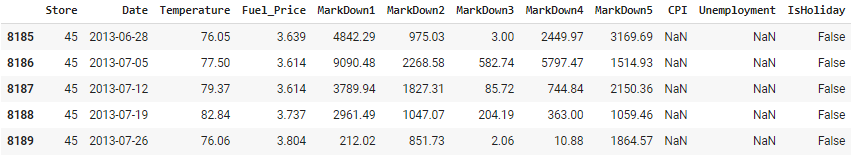 Store Date Temperature Fuel_Price MarkDown1 MarkDown2 MarkDown3 MarkDown4 MarkDown5 CPI Unemployment IsHoliday
8185 45 2013-06-28 76.05 3.639 4842.29 975.03 3.00 2449.97 3169.69 NaN NaN False
8186 45 2013-07-05 77.50 3.614 9090.48 2268.58 582.74 5797.47 1514.93 NaN NaN False
8187 45 2013-07-12 79.37 3.614 3789.94 1827.31 85.72 744.84 2150.36 NaN NaN False
8188 45 2013-07-19 82.84 3.737 2961.49 1047.07 204.19 363.00 1059.46 NaN NaN False
8189 45 2013-07-26 76.06 3.804 212.02 851.73 2.06 10.88 1864.57 NaN NaN False